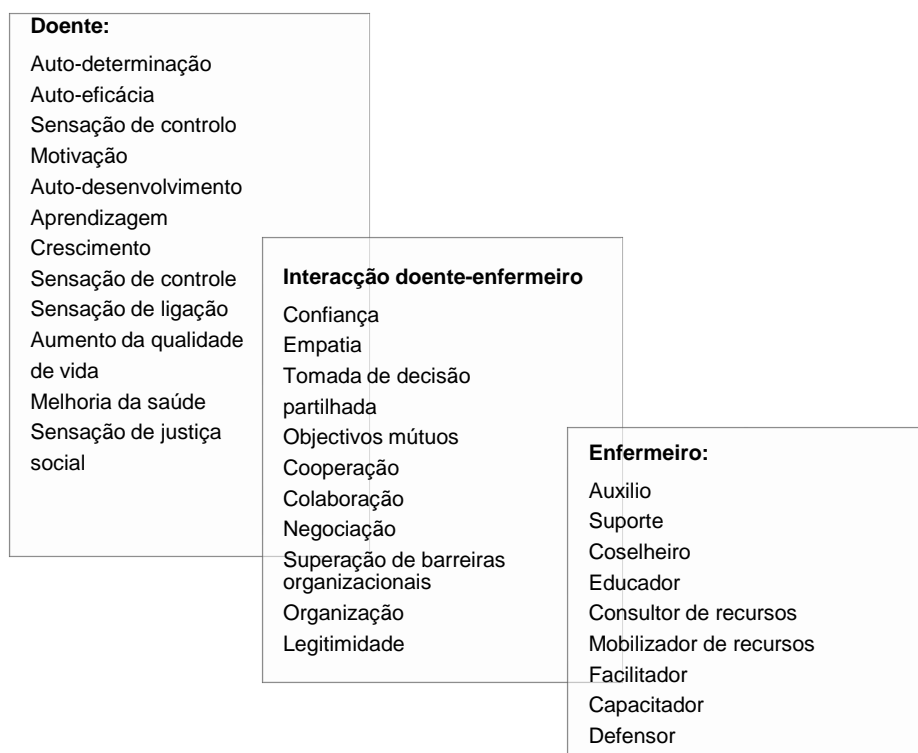 Doente:
Auto-determinação
Auto-eficácia
Sensação de controlo
Motivação
Auto-desenvolvimento
Aprendizagem
Crescimento
Sensação de controle
Sensação de ligação
Aumento da qualidade
de vida
Melhoria da saúde
Sensação de justiça
social
Interacção doente-enfermeiro
Confiança
Empatia
Tomada de decisão
partilhada
Objectivos mútuos
Cooperação
Colaboração
Negociação
Superação de barreiras
organizacionais
Organização
Legitimidade
Enfermeiro:
Auxilio
Suporte
Coselheiro
Educador
Consultor de recursos
Mobilizador de recursos
Facilitador
Capacitador
Defensor